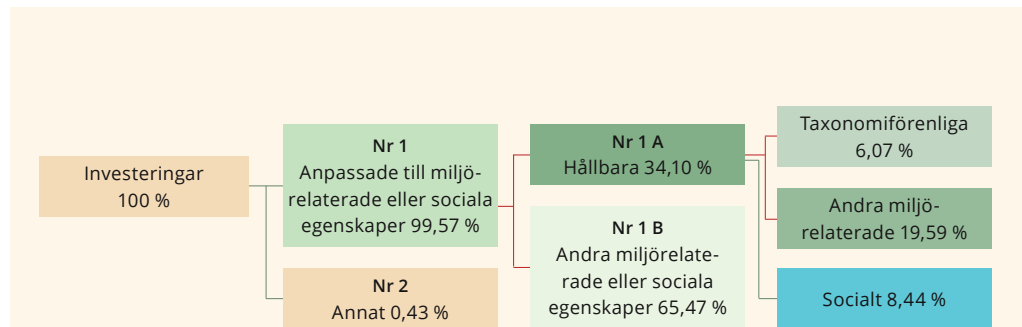 Investeringar
100 %
Nr 1
Anpassade till miljö-
relaterade eller sociala
egenskaper 99,57 %
Nr 2
Annat 0,43 %
Nr 1 A
Hållbara 34,10 %
Nr 1 B
Andra miljörelate-
rade eller sociala
egenskaper 65,47 %
Taxonomiförenliga
6,07 %
Andra miljö-
relaterade 19,59 %
Socialt 8,44 %